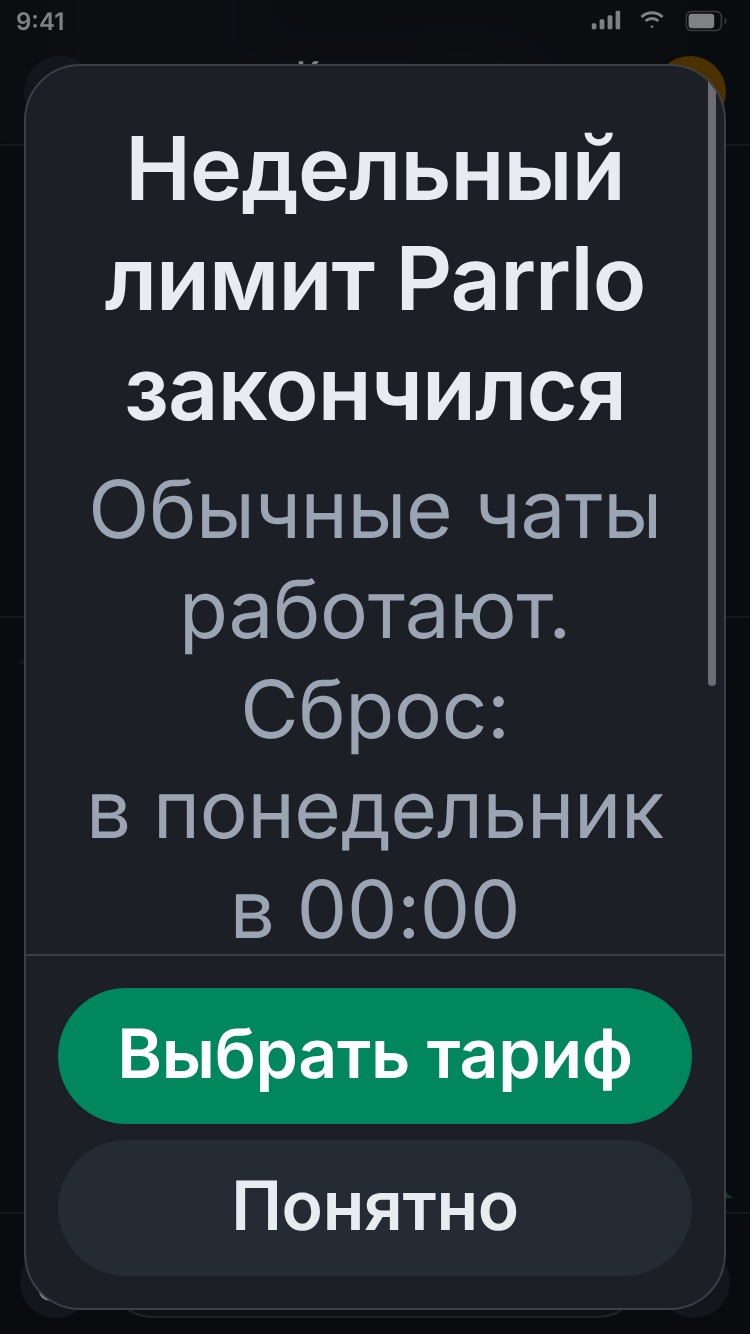 9:41
Недельный
лимит Parrlo
закончился
Обычные чаты
работают.
Сброс:
в понедельник
в 00:00
Выбрать тариф
Понятно